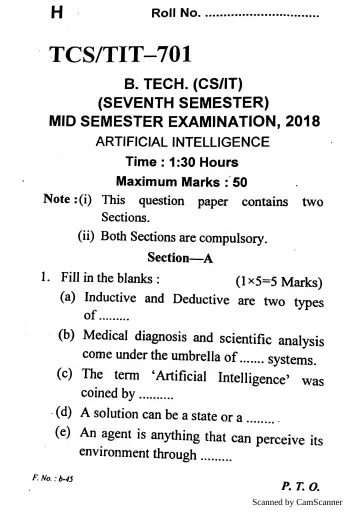 H Roll No. ................................
TCS/TIT–701
B. TECH. (CS/IT)
(SEVENTH SEMESTER)
MID SEMESTER EXAMINATION, 2018
ARTIFICIAL INTELLIGENCE
Time : 1:30 Hours
Maximum Marks : 50
Note : (i) This question paper contains two
Sections.
(ii) Both Sections are compulsory.
Section—A
1. Fill in the blanks : (1×5=5 Marks)
(a) Inductive and Deductive are two types
of .........
(b) Medical diagnosis and scientific analysis
come under the umbrella of ....... systems.
(c) The term ‘Artificial Intelligence’ was
coined by ..........
(d) A solution can be a state or a ........ .
(e) An agent is anything that can perceive its
environment through .........
F. No. : b-45
P. T. O.
Scanned by CamScanner